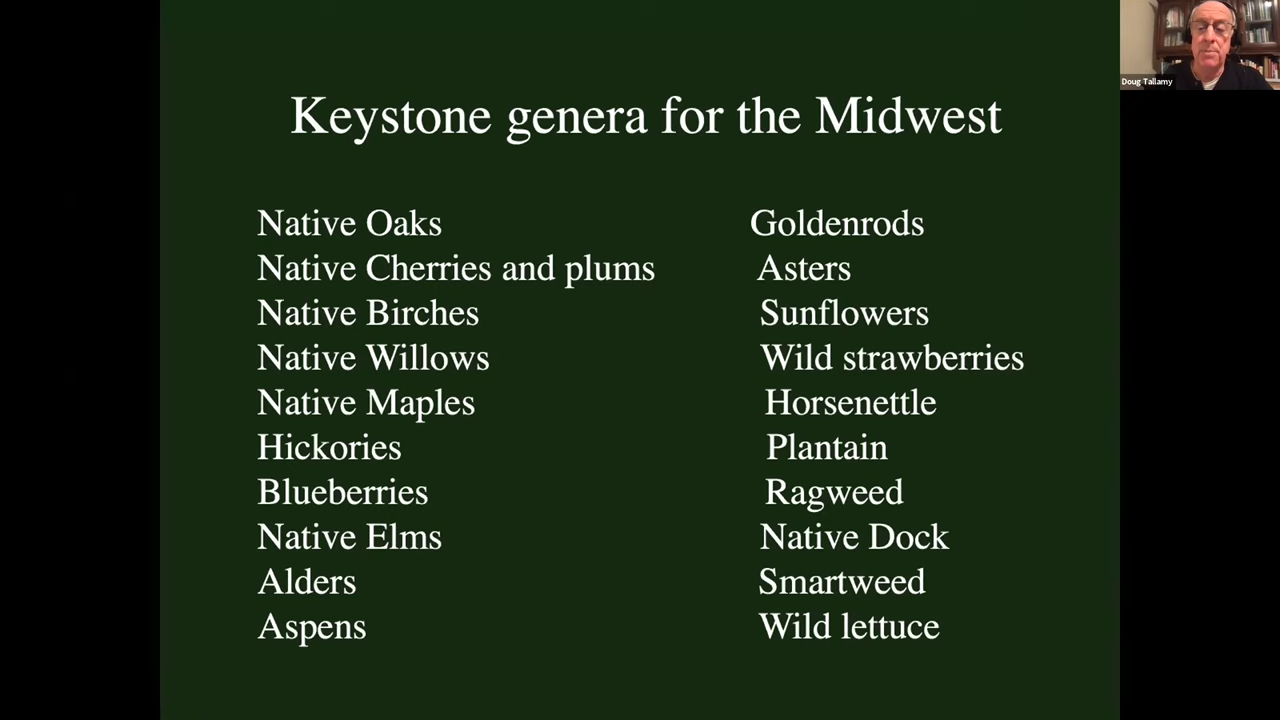 Keystone genera for the Midwest
Native Oaks
Native Cherries and plums
Native Birches
Native Willows
Native Maples
Hickories
Blueberries
Native Elms
Alders
Aspens
Goldenrods
Asters
Sunflowers
Wild strawberries
Horsenettle
Plantain
Ragweed
Native Dock
Smartweed
Wild lettuce
Doug Tallamy